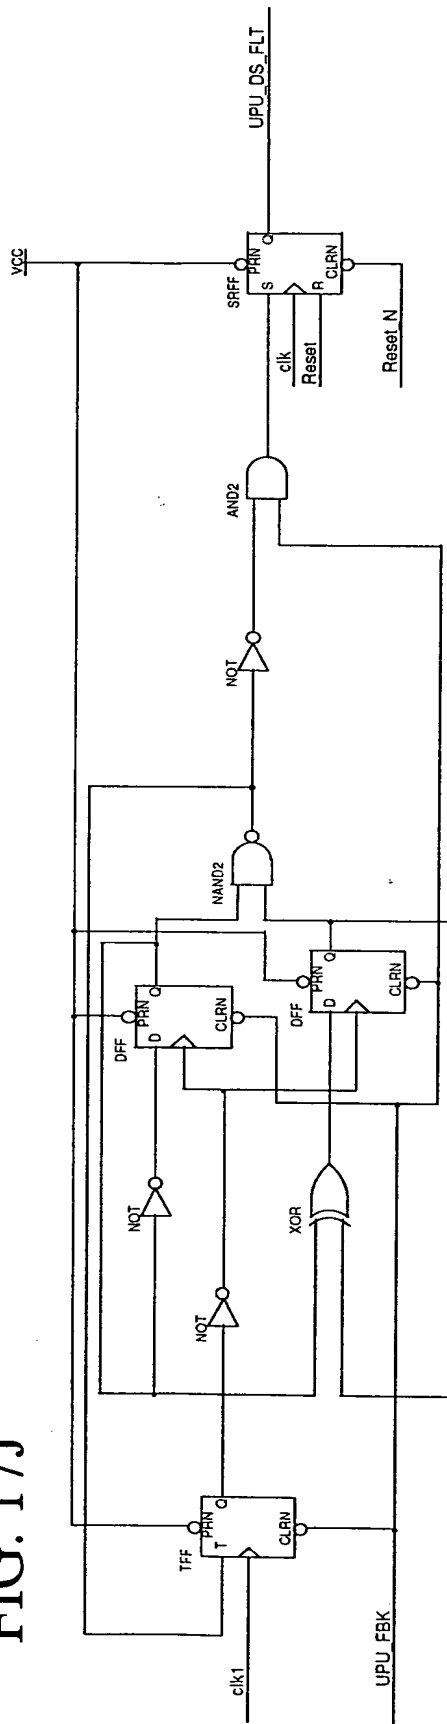 FIG. 17J
VCC
UPU_DS_FLT
SRFF
PRN
S
Q
clk
Reset
R
CLRN
Reset_N
AND2
NOT
NAND2
DFF
PRN
D
Q
CLRN
DFF
PRN
D
Q
CLRN
NOT
NOT
XOR
TFF
PRN
T
Q
CLRN
clk1
UPU_FBK